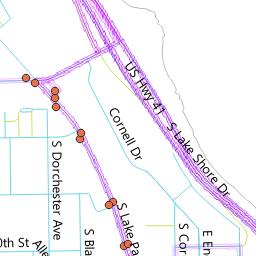 US Hwy 41
S Lake Shore Dr
Cornell Dr
S Dorchester Ave
S Lake Pa
S Bla
S Cor
E En
0th St
Alle